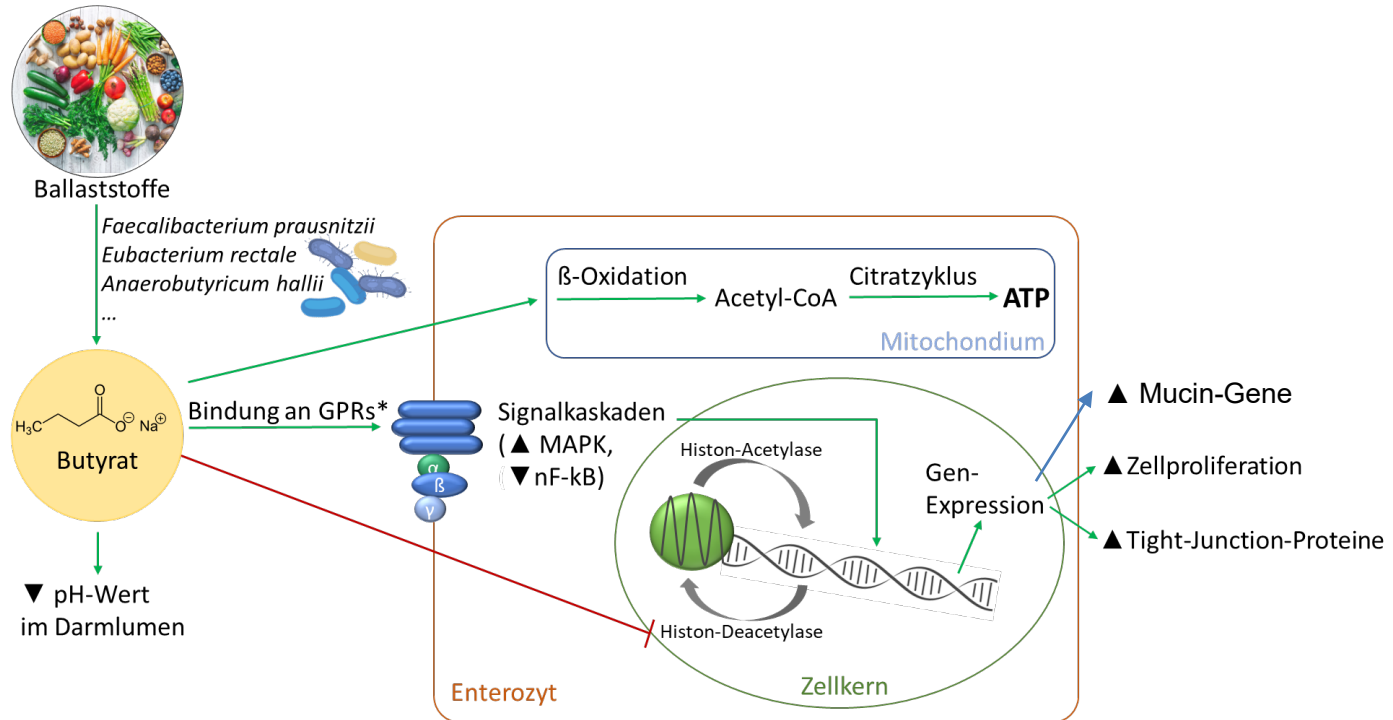 Ballaststoffe
Faecalibacterium prausnitzii
Eubacterium rectale
Anaerobutyricum hallii
...
ß-Oxidation
Acetyl-CoA
Citratzyklus
ATP
Mitochondium
H₃C
O
O⊖ Na⊕
Butyrat
Bindung an GPRs*
α
ß
γ
Signalkaskaden
(▲ MAPK,
▼nF-kB)
Histon-Acetylase
Histon-Deacetylase
Gen-
Expression
▲ Mucin-Gene
▲Zellproliferation
▲Tight-Junction-Proteine
▼ pH-Wert
im Darmlumen
Enterozyt
Zellkern